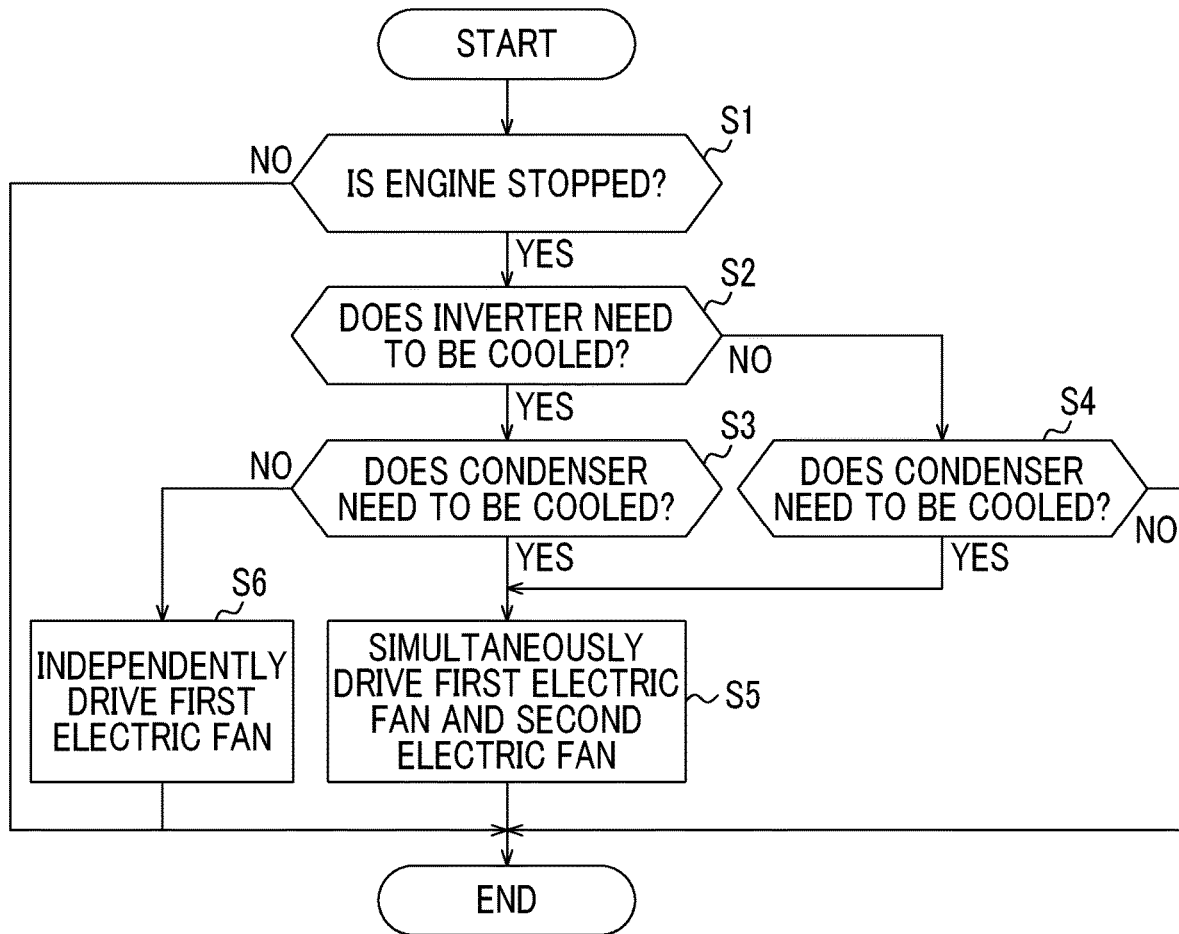 START
S1
NO
IS ENGINE STOPPED?
YES
S2
DOES INVERTER NEED
TO BE COOLED?
NO
YES
S3
S4
NO
DOES CONDENSER
NEED TO BE COOLED?
DOES CONDENSER
NEED TO BE COOLED?
NO
YES
YES
S6
INDEPENDENTLY
DRIVE FIRST
ELECTRIC FAN
SIMULTANEOUSLY
DRIVE FIRST ELECTRIC
FAN AND SECOND
ELECTRIC FAN
S5
END